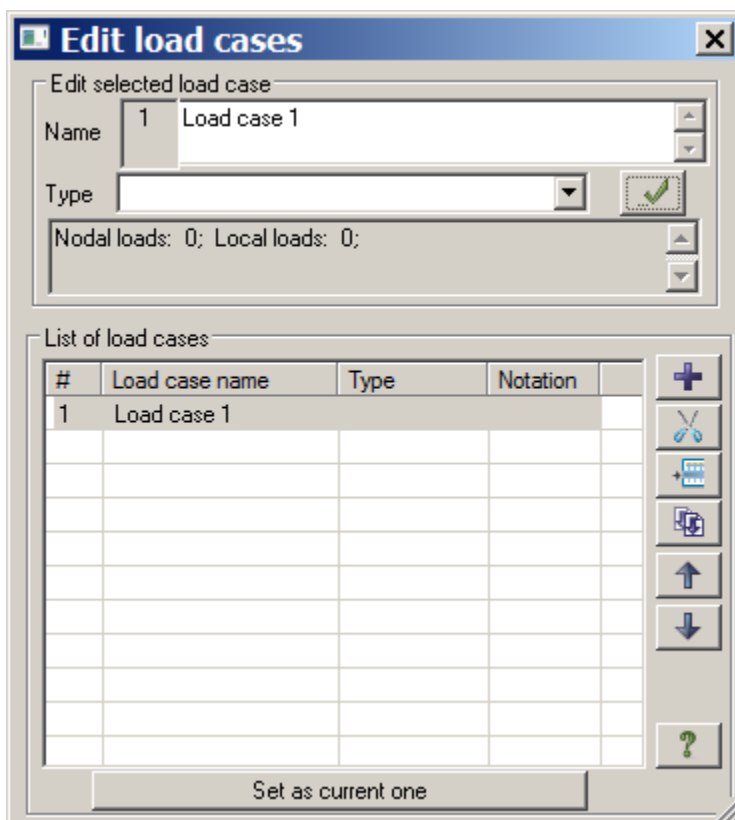 Edit load cases
Edit selected load case
Name 1 Load case 1
Type
Nodal loads: 0; Local loads: 0;
List of load cases
# Load case name Type Notation
1 Load case 1
Set as current one